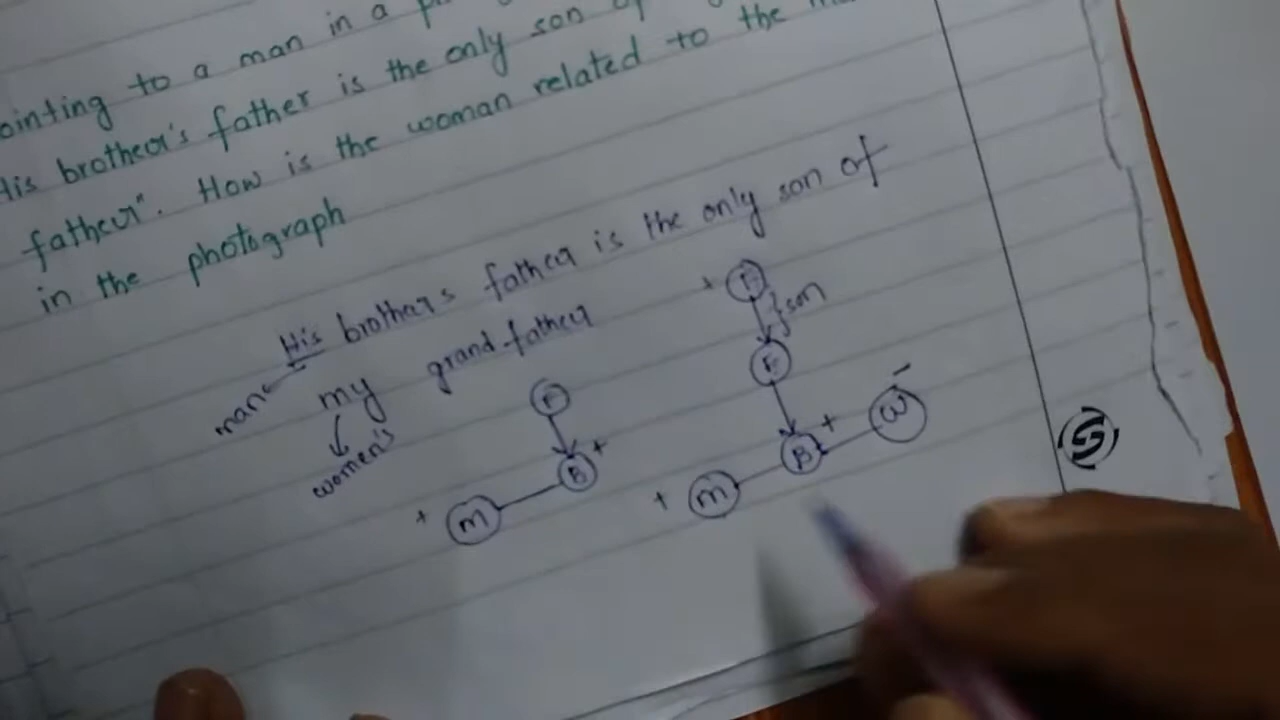 ointing to a man in a
His brother's father is the only son of
father". How is the woman related to the
in the photograph
His brothers father is the only son of
man my grand father
women's
F
son
F
F
B + W -
+ m B +
+ m